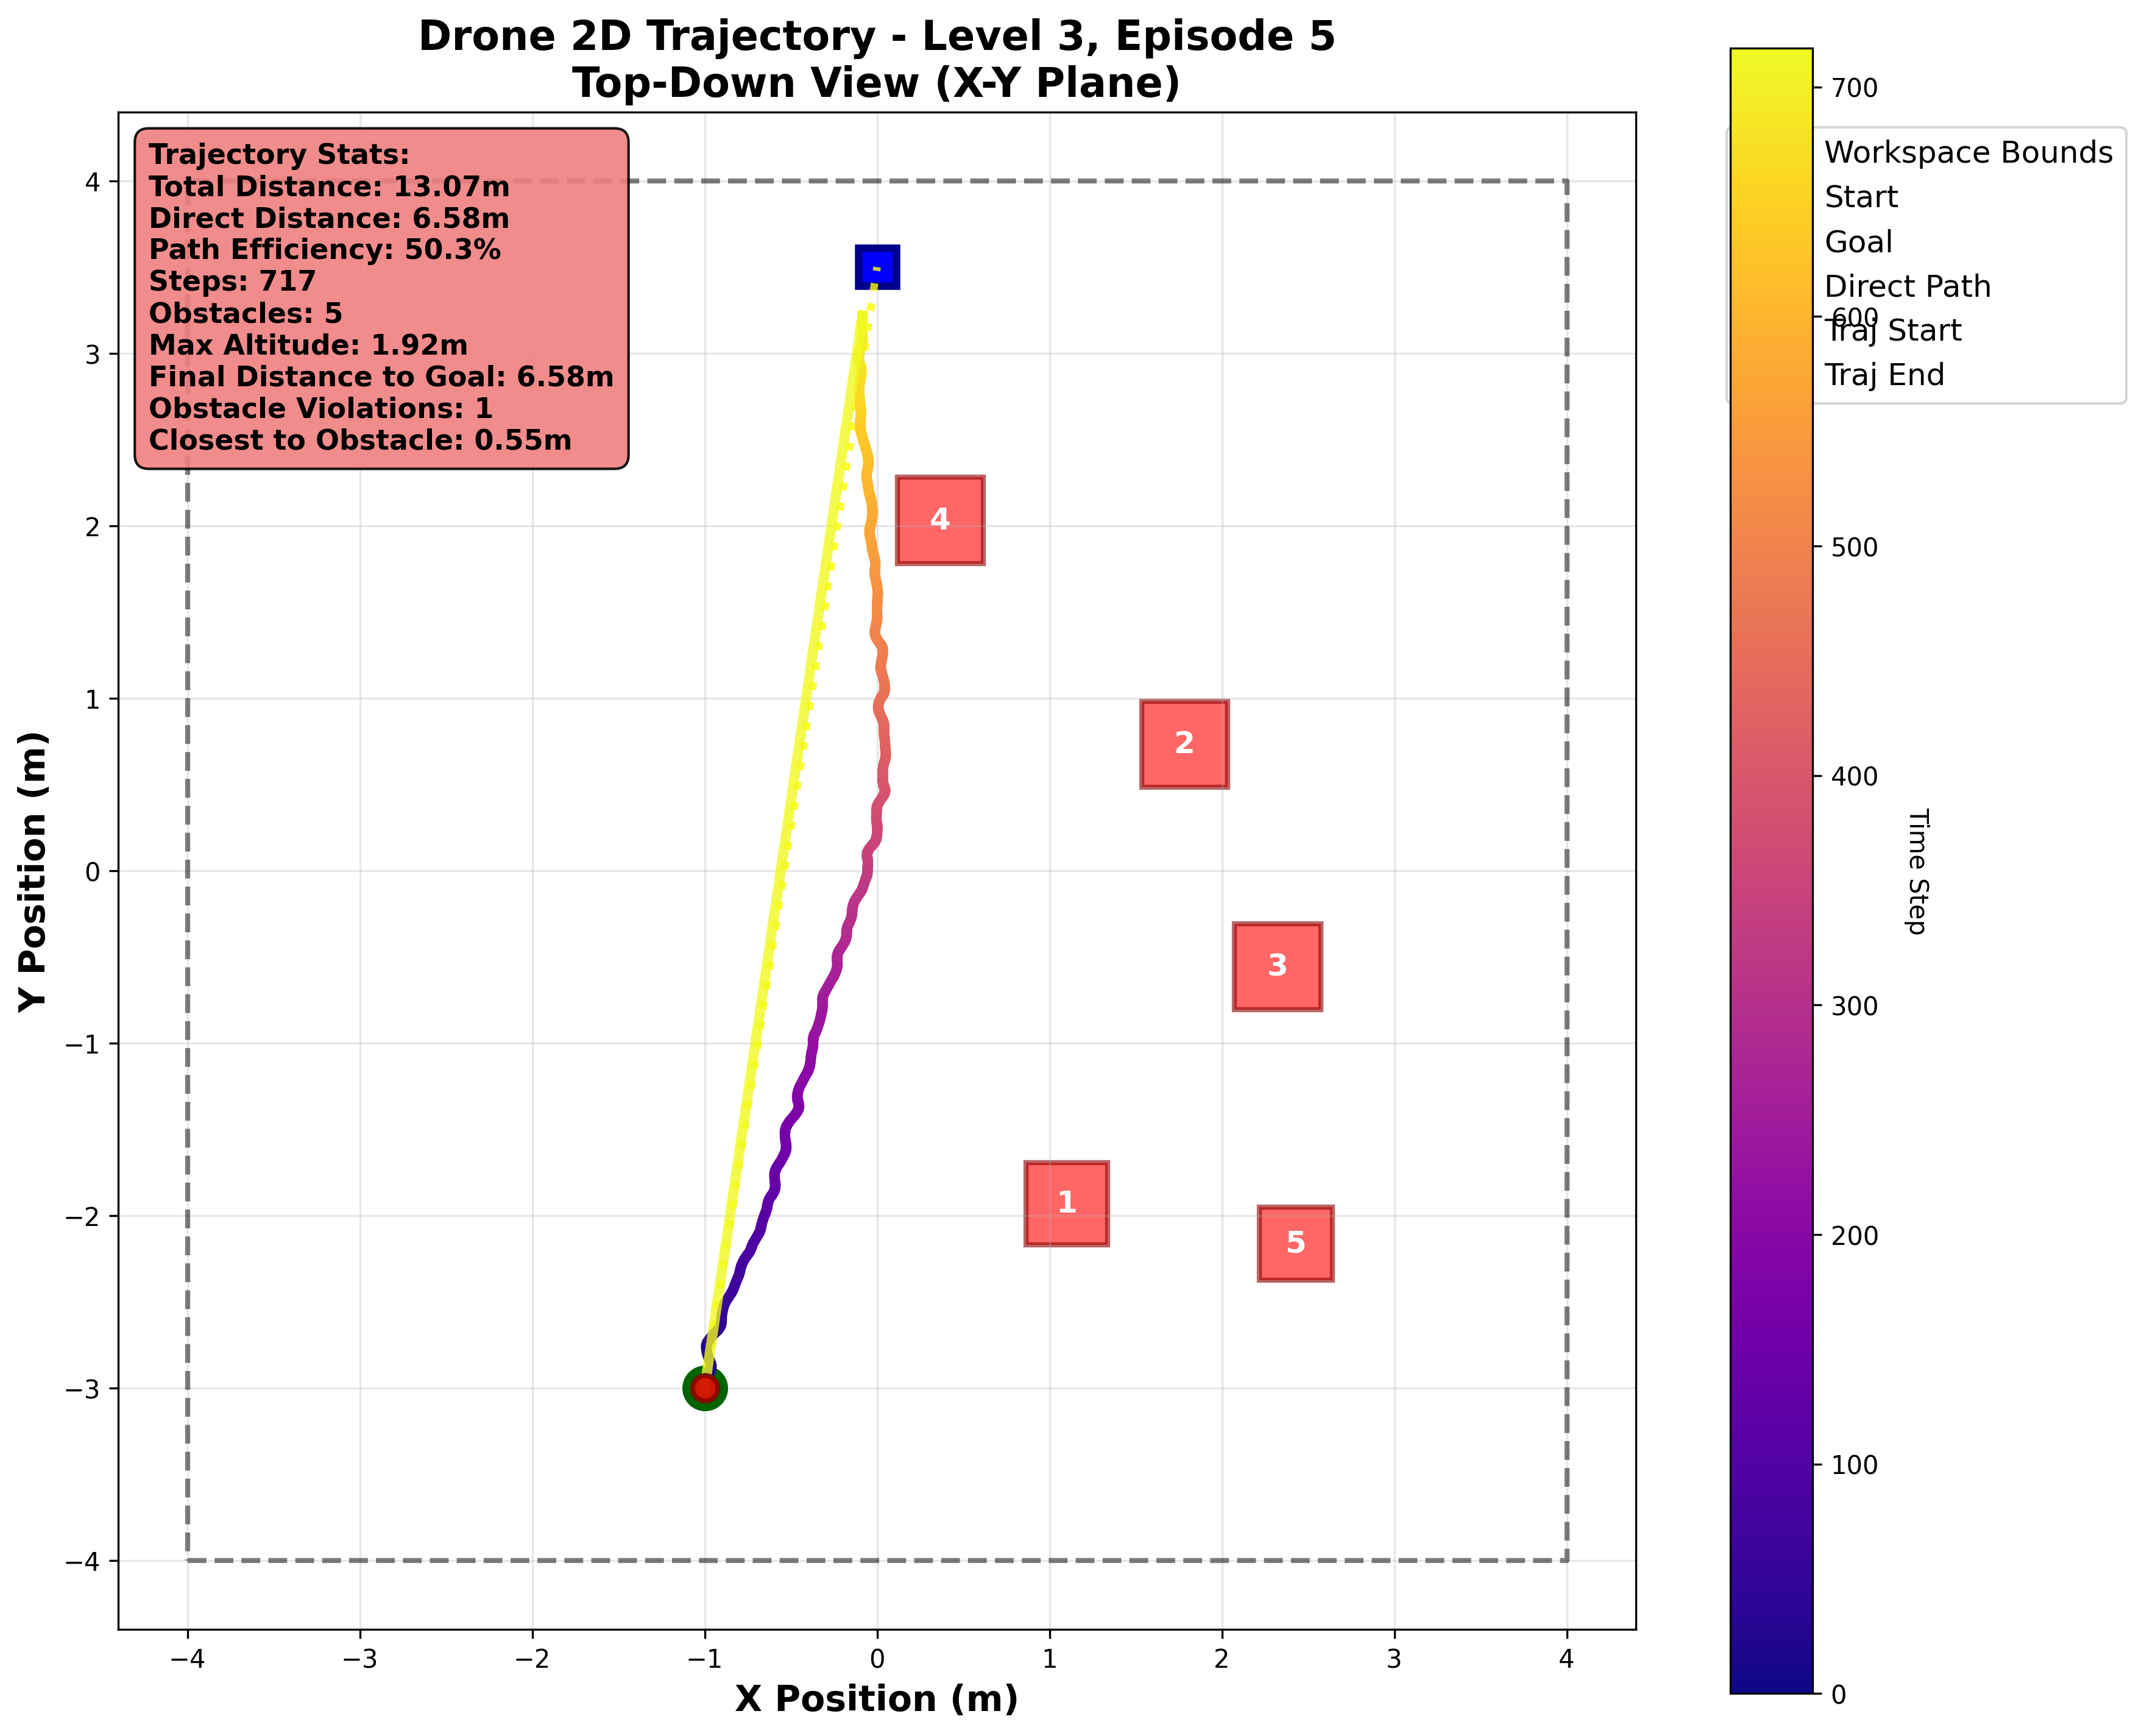 Drone 2D Trajectory - Level 3, Episode 5
Top-Down View (X-Y Plane)
Trajectory Stats:
Total Distance: 13.07m
Direct Distance: 6.58m
Path Efficiency: 50.3%
Steps: 717
Obstacles: 5
Max Altitude: 1.92m
Final Distance to Goal: 6.58m
Obstacle Violations: 1
Closest to Obstacle: 0.55m
Y Position (m)
4
3
2
1
0
−1
−2
−3
−4
4
2
3
1
5
−4
−3
−2
−1
0
1
2
3
4
X Position (m)
Workspace Bounds
Start
Goal
Direct Path
Traj Start
Traj End
700
600
500
400
300
200
100
0
Time Step